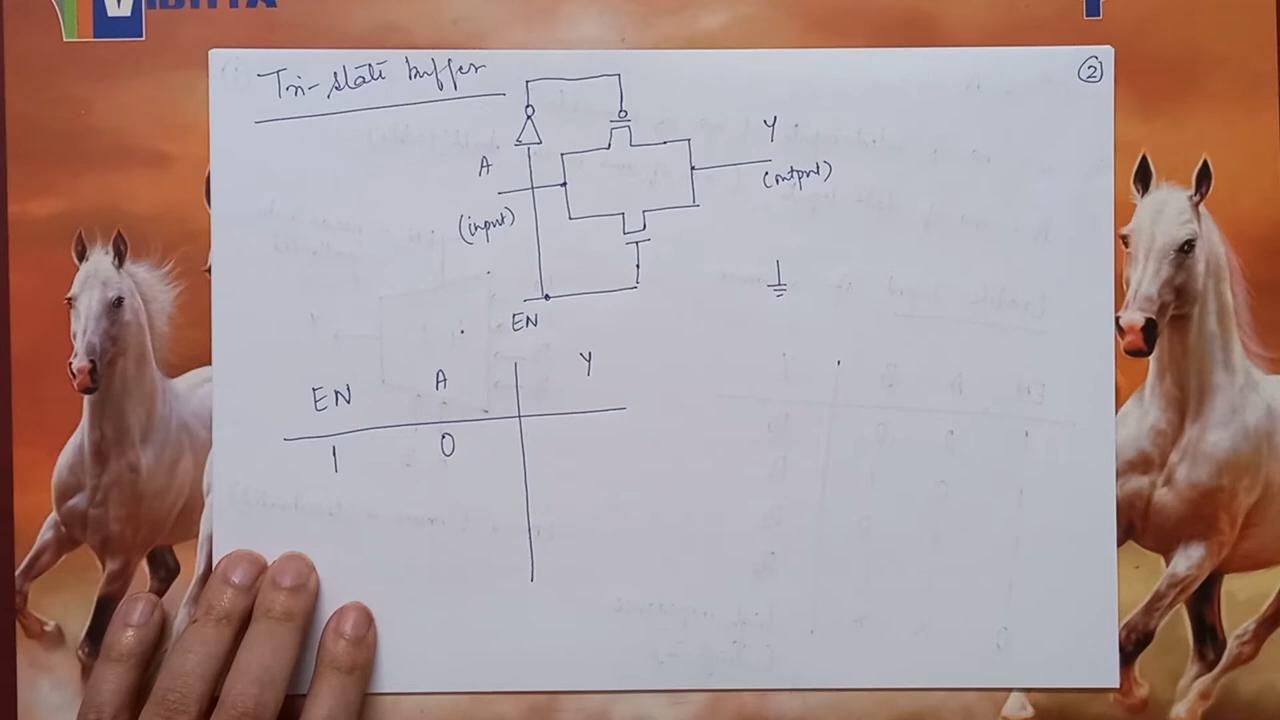 Tri-state buffer
2
A
(input)
Y
(output)
EN
EN A Y
1 0